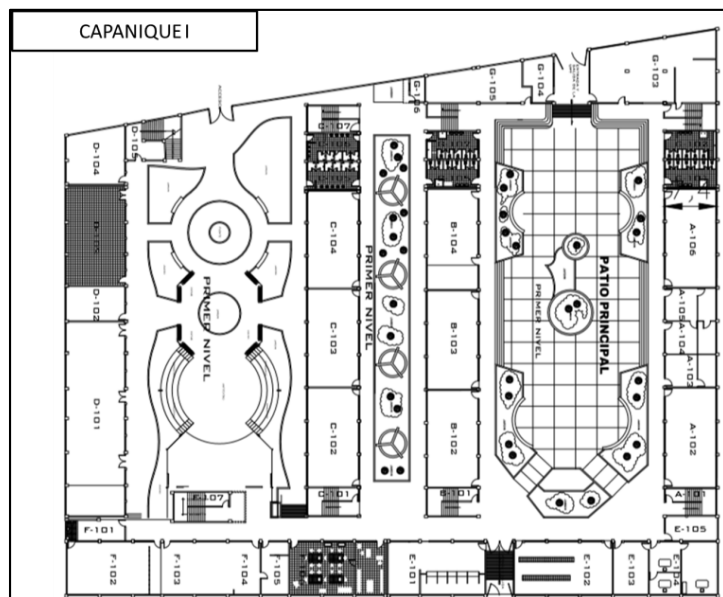 CAPANIQUE I
G-103
G-104
G-105
G-106
D-104
D-105
C-107
D-102
D-101
C-104
C-103
C-102
C-101
B-104
B-103
B-102
B-101
A-106
A-105
A-104
A-103
A-102
A-101
PRIMER NIVEL
PRIMER NIVEL
PATIO PRINCIPAL
PRIMER NIVEL
F-107
F-101
F-102
F-103
F-104
F-105
E-101
E-102
E-103
E-104
E-105